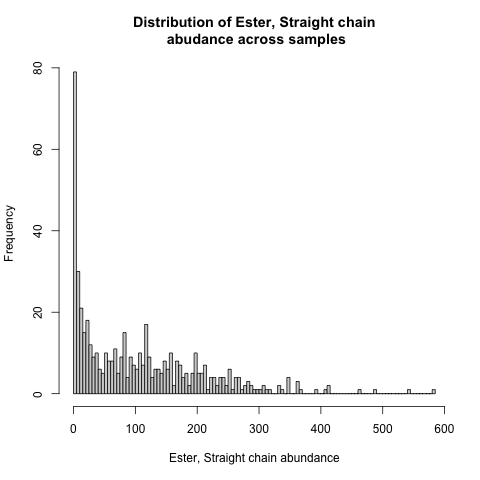 Distribution of Ester, Straight chain
abudance across samples
Frequency
80
60
40
20
0
0 100 200 300 400 500 600
Ester, Straight chain abundance